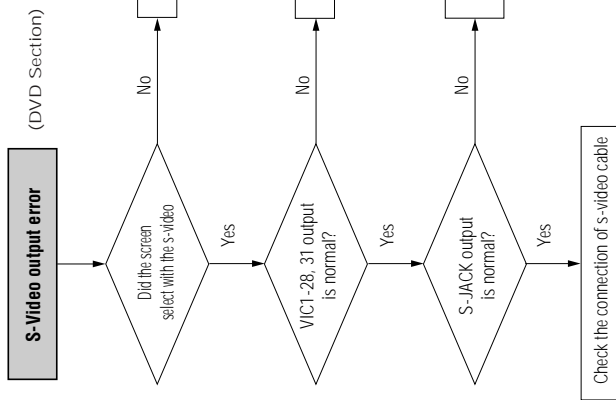 (DVD Section)
S-Video output error
Did the screen
select with the s-video
No
Yes
VIC1-28, 31 output
is normal?
No
Yes
S-JACK output
is normal?
No
Yes
Check the connection of s-video cable